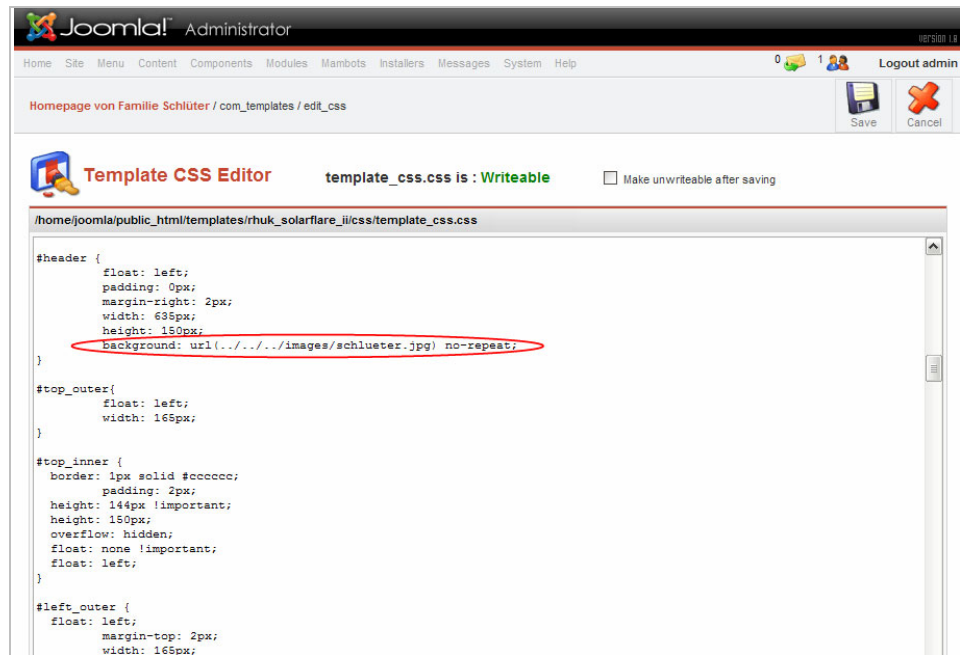 Joomla! Administrator
version 1.0
Home Site Menu Content Components Modules Mambots Installers Messages System Help 0 1 Logout admin
Homepage von Familie Schlüter / com_templates / edit_css
Save Cancel
Template CSS Editor template_css.css is : Writeable Make unwriteable after saving
/home/joomla/public_html/templates/rhuk_solarflare_ii/css/template_css.css
#header {
float: left;
padding: 0px;
margin-right: 2px;
width: 635px;
height: 150px;
background: url(../../../images/schlueter.jpg) no-repeat;
}
#top_outer{
float: left;
width: 165px;
}
#top_inner {
border: 1px solid #cccccc;
padding: 2px;
height: 144px !important;
height: 150px;
overflow: hidden;
float: none !important;
float: left;
}
#left_outer {
float: left;
margin-top: 2px;
width: 165px;